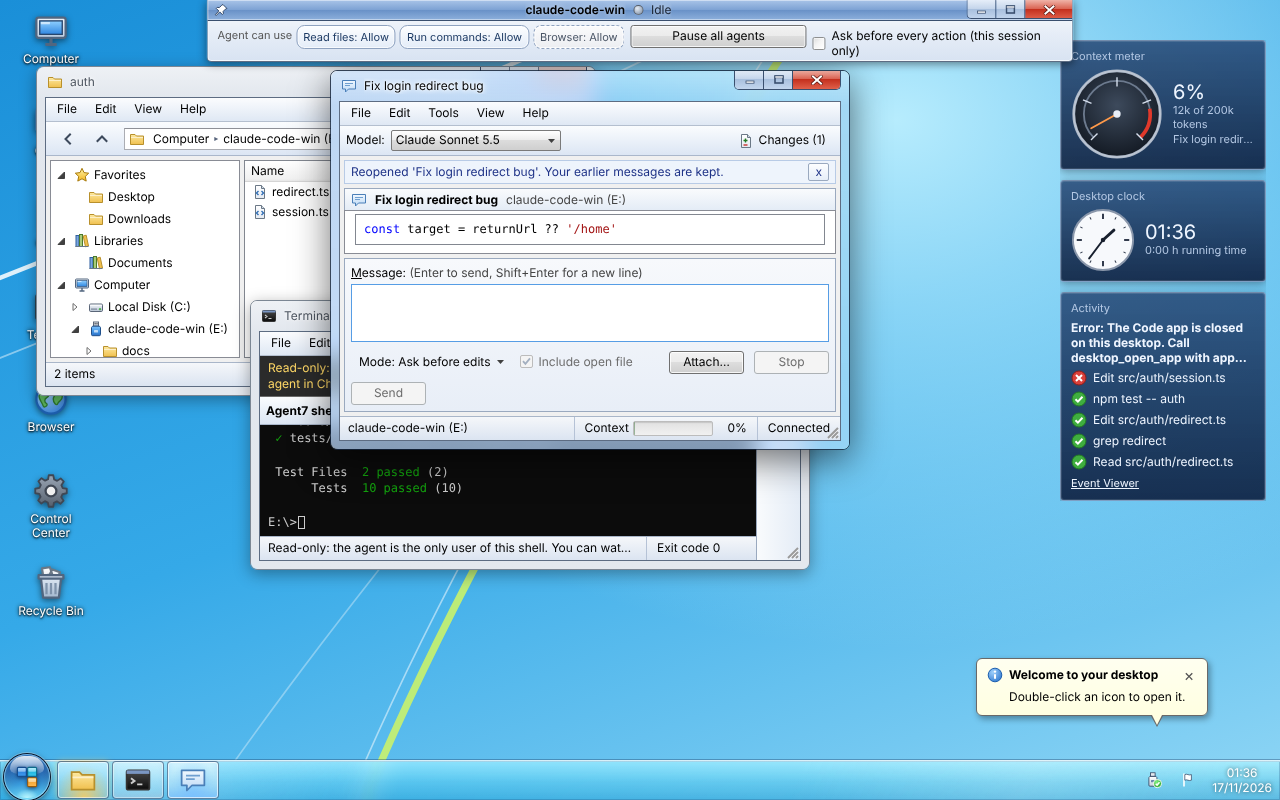 claude-code-win Idle
Agent can use Read files: Allow Run commands: Allow Browser: Allow Pause all agents Ask before every action (this session only)
Computer
auth
File Edit View Help
Computer ▸ claude-code-win (E:)
Favorites
Desktop
Downloads
Libraries
Documents
Computer
Local Disk (C:)
claude-code-win (E:)
docs
Name
redirect.ts
session.ts
2 items
Fix login redirect bug
File Edit Tools View Help
Model: Claude Sonnet 5.5 Changes (1)
Reopened 'Fix login redirect bug'. Your earlier messages are kept. x
Fix login redirect bug claude-code-win (E:)
const target = returnUrl ?? '/home'
Message: (Enter to send, Shift+Enter for a new line)
Mode: Ask before edits Include open file Attach... Stop
Send
claude-code-win (E:) Context 0% Connected
Termina
File Edit
Read-only:
agent in Ch
Agent7 she
✓ tests/
Test Files 2 passed (2)
Tests 10 passed (10)
E:\>
Read-only: the agent is the only user of this shell. You can wat... Exit code 0
Browser
Control
Center
Recycle Bin
Context meter
6%
12k of 200k
tokens
Fix login redir...
Desktop clock
01:36
0:00 h running time
Activity
Error: The Code app is closed
on this desktop. Call
desktop_open_app with app...
Edit src/auth/session.ts
npm test -- auth
Edit src/auth/redirect.ts
grep redirect
Read src/auth/redirect.ts
Event Viewer
Welcome to your desktop
Double-click an icon to open it.
01:36
17/11/2026